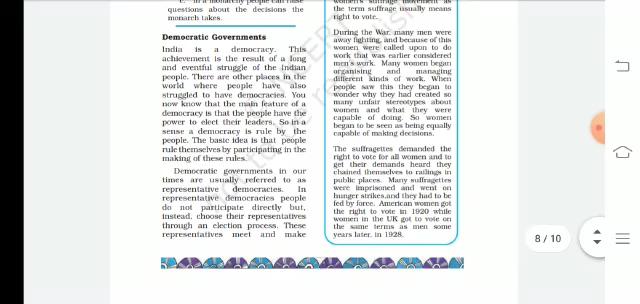 c. In a monarchy people can raise
questions about the decisions the
monarch takes.
Democratic Governments
India is a democracy. This
achievement is the result of a long
and eventful struggle of the Indian
people. There are other places in the
world where people have also
struggled to have democracies. You
now know that the main feature of a
democracy is that the people have the
power to elect their leaders. So in a
sense a democracy is rule by the
people. The basic idea is that people
rule themselves by participating in the
making of these rules.
Democratic governments in our
times are usually referred to as
representative democracies. In
representative democracies people
do not participate directly but,
instead, choose their representatives
through an election process. These
representatives meet and make
women's suffrage movement as
the term suffrage usually means
right to vote.
During the War, many men were
away fighting, and because of this
women were called upon to do
work that was earlier considered
men's work. Many women began
organising and managing
different kinds of work. When
people saw this they began to
wonder why they had created so
many unfair stereotypes about
women and what they were
capable of doing. So women
began to be seen as being equally
capable of making decisions.
The suffragettes demanded the
right to vote for all women and to
get their demands heard they
chained themselves to railings in
public places. Many suffragettes
were imprisoned and went on
hunger strikes,and they had to be
fed by force. American women got
the right to vote in 1920 while
women in the UK got to vote on
the same terms as men some
years later, in 1928.
8 / 10